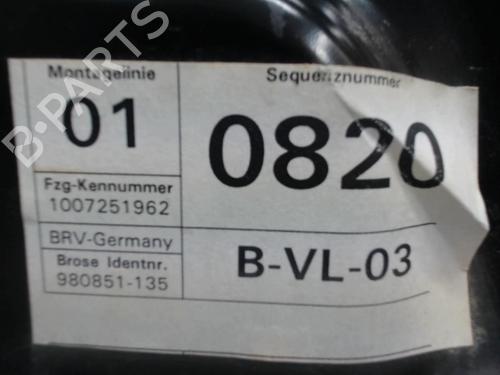 B-PARTS
Montagelinie
01
Sequenznummer
0820
Fzg-Kennummer
1007251962
BRV-Germany
Brose Identnr.
980851-135
B-VL-03